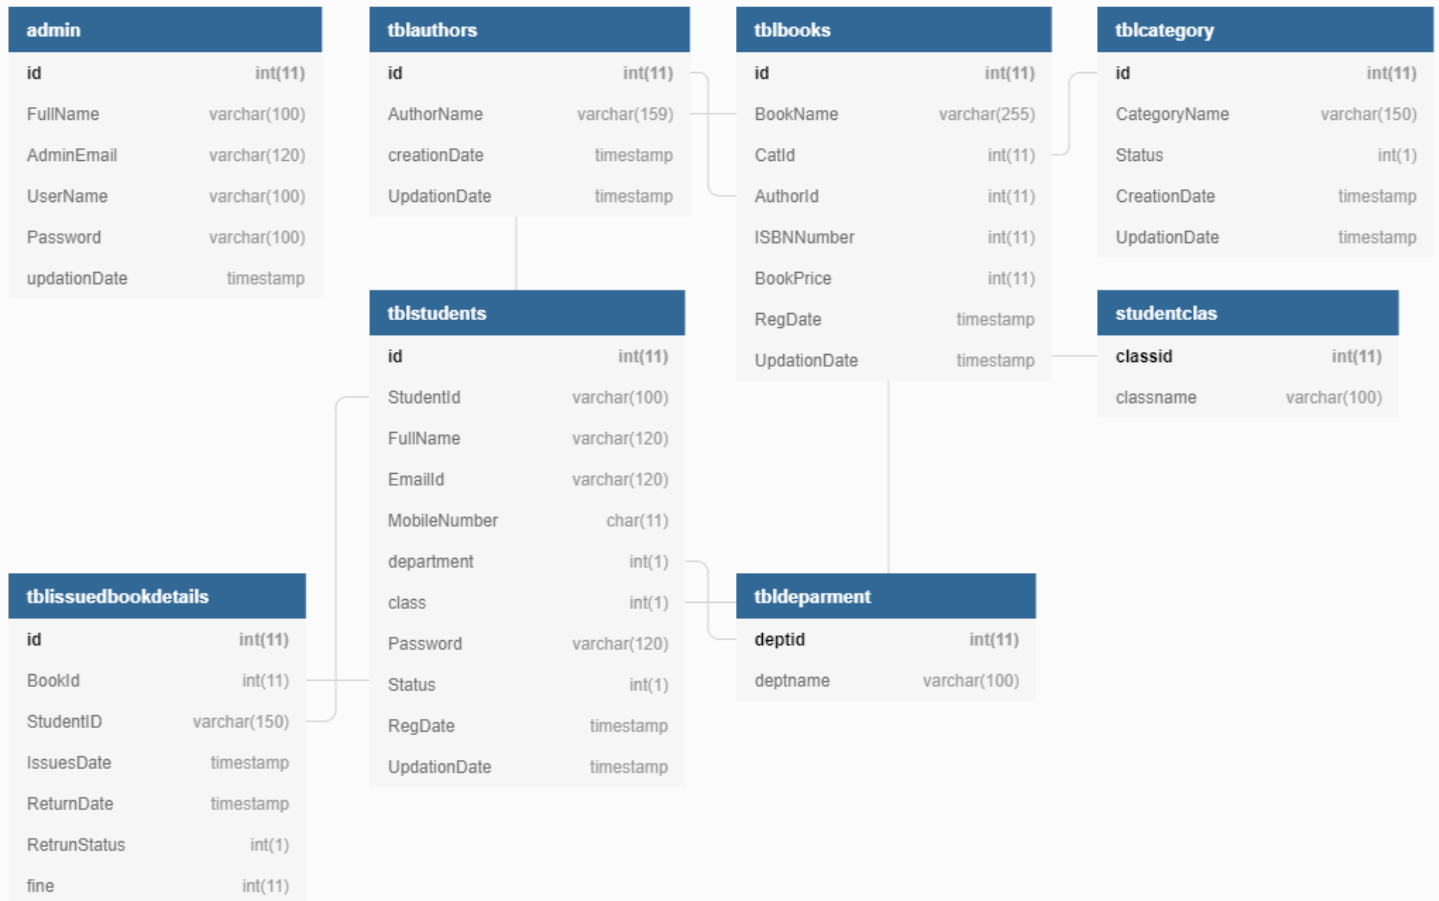 admin
id int(11)
FullName varchar(100)
AdminEmail varchar(120)
UserName varchar(100)
Password varchar(100)
updationDate timestamp
tblauthors
id int(11)
AuthorName varchar(159)
creationDate timestamp
UpdationDate timestamp
tblbooks
id int(11)
BookName varchar(255)
CatId int(11)
AuthorId int(11)
ISBNNumber int(11)
BookPrice int(11)
RegDate timestamp
UpdationDate timestamp
tblcategory
id int(11)
CategoryName varchar(150)
Status int(1)
CreationDate timestamp
UpdationDate timestamp
tblstudents
id int(11)
StudentId varchar(100)
FullName varchar(120)
EmailId varchar(120)
MobileNumber char(11)
department int(1)
class int(1)
Password varchar(120)
Status int(1)
RegDate timestamp
UpdationDate timestamp
studentclas
classid int(11)
classname varchar(100)
tblissuedbookdetails
id int(11)
BookId int(11)
StudentID varchar(150)
IssuesDate timestamp
ReturnDate timestamp
RetrunStatus int(1)
fine int(11)
tbldeparment
deptid int(11)
deptname varchar(100)